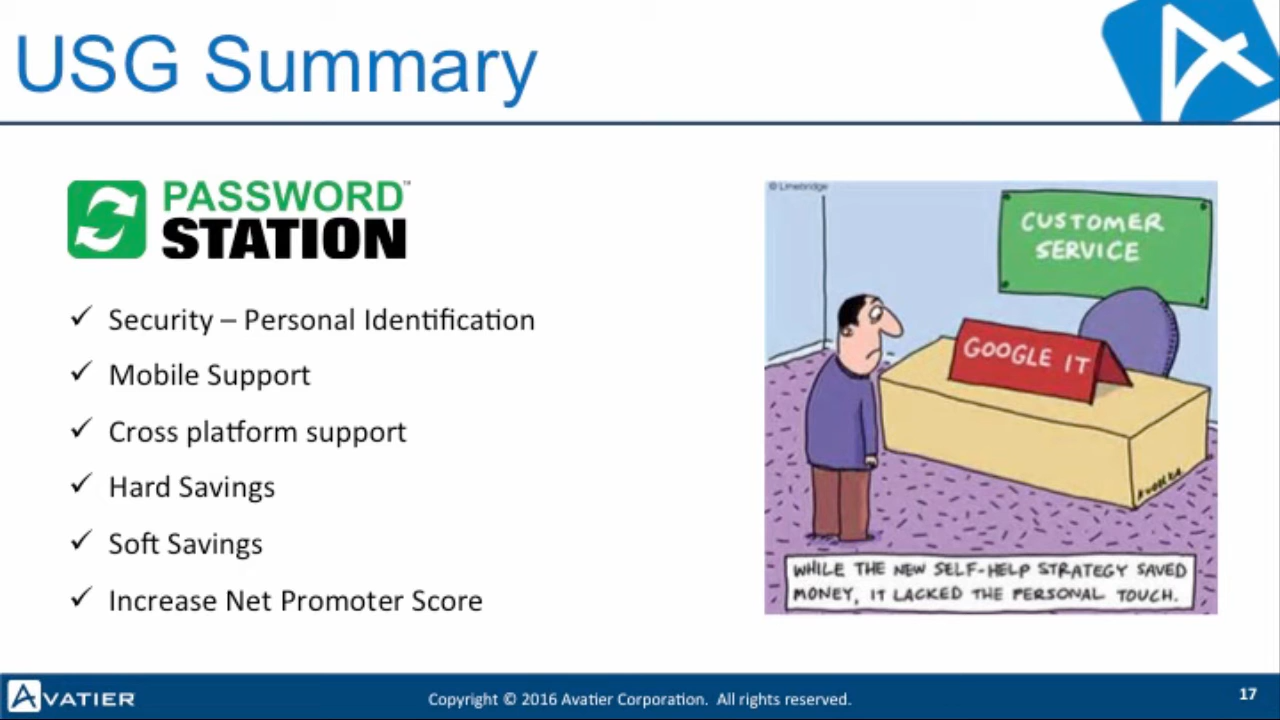 USG Summary
PASSWORD™
STATION
✓ Security – Personal Identification
✓ Mobile Support
✓ Cross platform support
✓ Hard Savings
✓ Soft Savings
✓ Increase Net Promoter Score
© Limebridge
CUSTOMER
SERVICE
GOOGLE IT
WHILE THE NEW SELF-HELP STRATEGY SAVED
MONEY, IT LACKED THE PERSONAL TOUCH.
AVATIER
Copyright © 2016 Avatier Corporation. All rights reserved.
17